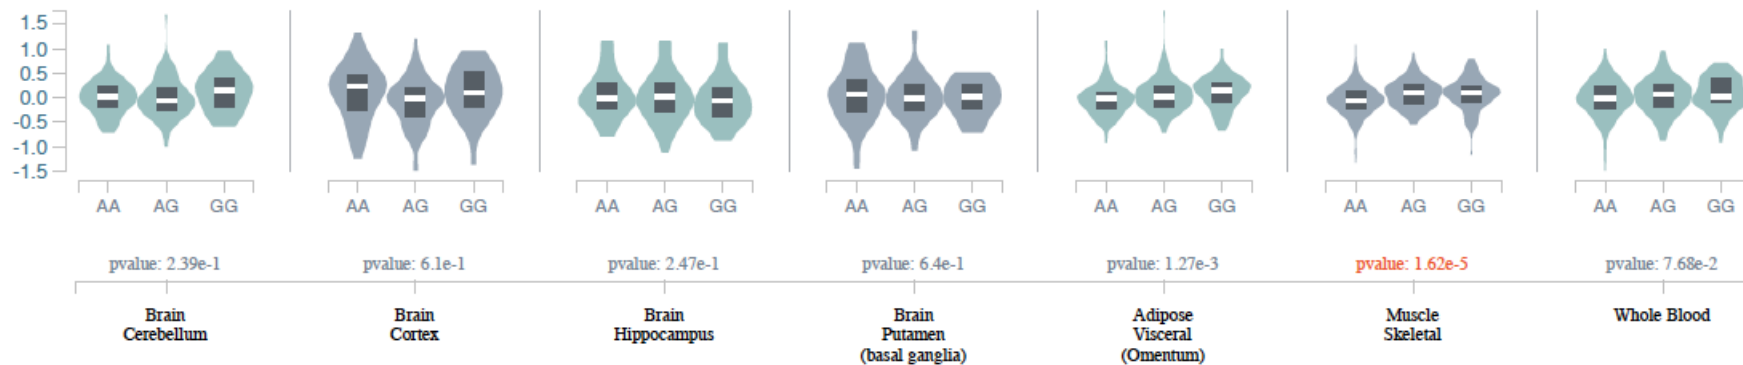 1.5
1.0
0.5
0.0
-0.5
-1.0
-1.5
AA AG GG AA AG GG AA AG GG AA AG GG AA AG GG AA AG GG AA AG GG
pvalue: 2.39e-1 pvalue: 6.1e-1 pvalue: 2.47e-1 pvalue: 6.4e-1 pvalue: 1.27e-3 pvalue: 1.62e-5 pvalue: 7.68e-2
Brain Brain Brain Brain Adipose Muscle Whole Blood
Cerebellum Cortex Hippocampus Putamen Visceral Skeletal
(basal ganglia) (Omentum)